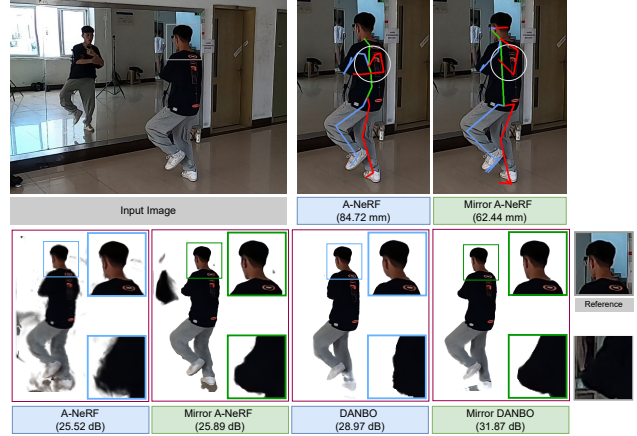 Input Image
A-NeRF
(84.72 mm)
Mirror A-NeRF
(62.44 mm)
Reference
A-NeRF
(25.52 dB)
Mirror A-NeRF
(25.89 dB)
DANBO
(28.97 dB)
Mirror DANBO
(31.87 dB)